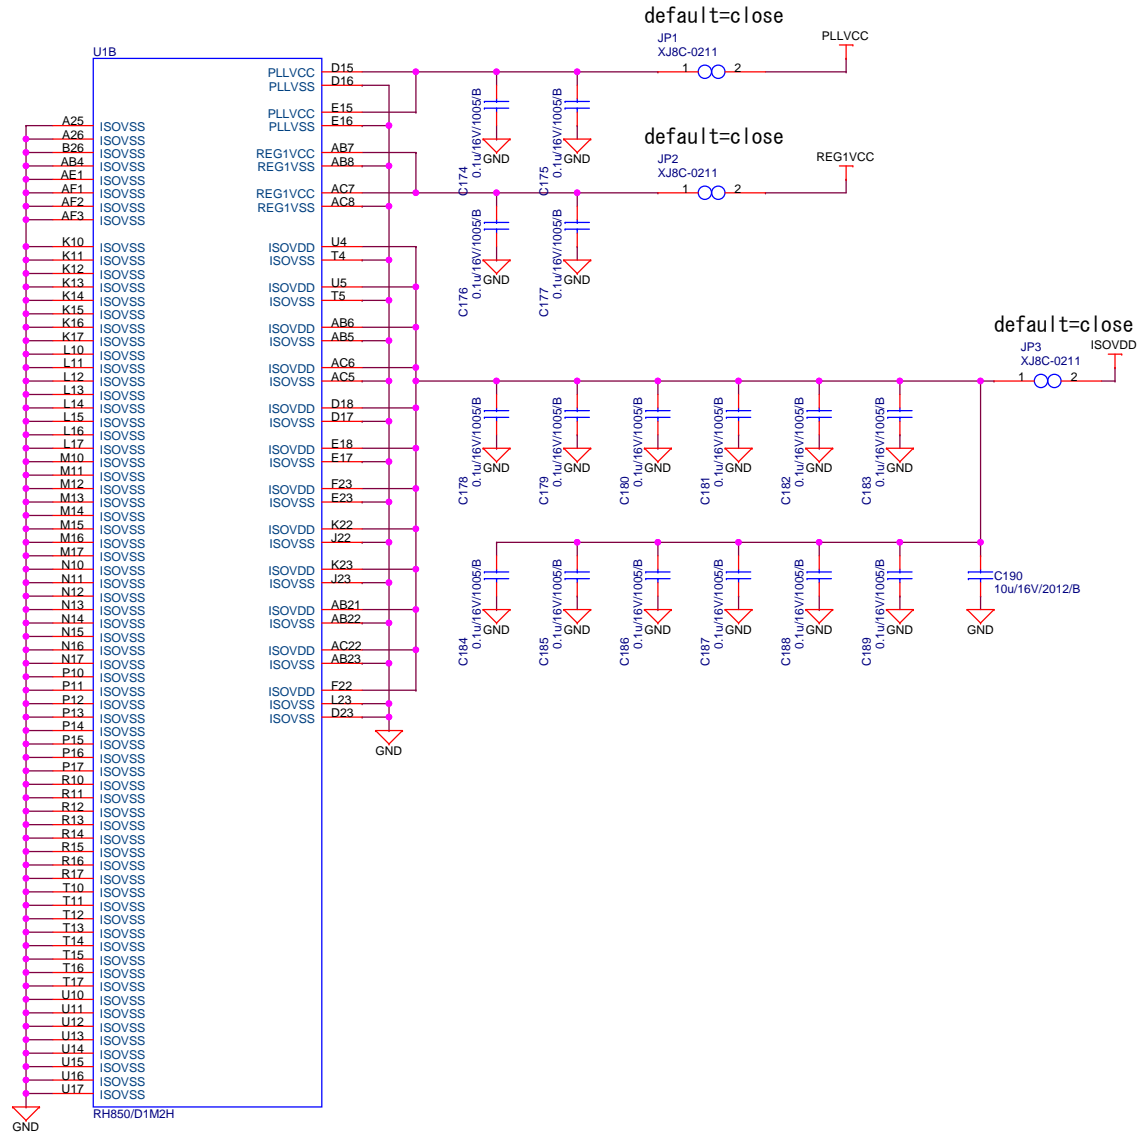 default=close
JP1
XJ8C-0211
PLLVCC
1 2
U1B
PLLVCC D15
PLLVSS D16
PLLVCC E15
PLLVSS E16
REG1VCC AB7
REG1VSS AB8
REG1VCC AC7
REG1VSS AC8
ISOVDD U4
ISOVSS T4
ISOVDD U5
ISOVSS T5
ISOVDD AB6
ISOVSS AB5
ISOVDD AC6
ISOVSS AC5
ISOVDD D18
ISOVSS D17
ISOVDD E18
ISOVSS E17
ISOVDD F23
ISOVSS E23
ISOVDD K22
ISOVSS J22
ISOVDD K23
ISOVSS J23
ISOVDD AB21
ISOVSS AB22
ISOVDD AC22
ISOVSS AB23
ISOVDD F22
ISOVSS L23
ISOVSS D23
GND
A25 ISOVSS
A26 ISOVSS
B26 ISOVSS
AB4 ISOVSS
AE1 ISOVSS
AF1 ISOVSS
AF2 ISOVSS
AF3 ISOVSS
K10 ISOVSS
K11 ISOVSS
K12 ISOVSS
K13 ISOVSS
K14 ISOVSS
K15 ISOVSS
K16 ISOVSS
K17 ISOVSS
L10 ISOVSS
L11 ISOVSS
L12 ISOVSS
L13 ISOVSS
L14 ISOVSS
L15 ISOVSS
L16 ISOVSS
L17 ISOVSS
M10 ISOVSS
M11 ISOVSS
M12 ISOVSS
M13 ISOVSS
M14 ISOVSS
M15 ISOVSS
M16 ISOVSS
M17 ISOVSS
N10 ISOVSS
N11 ISOVSS
N12 ISOVSS
N13 ISOVSS
N14 ISOVSS
N15 ISOVSS
N16 ISOVSS
N17 ISOVSS
P10 ISOVSS
P11 ISOVSS
P12 ISOVSS
P13 ISOVSS
P14 ISOVSS
P15 ISOVSS
P16 ISOVSS
P17 ISOVSS
R10 ISOVSS
R11 ISOVSS
R12 ISOVSS
R13 ISOVSS
R14 ISOVSS
R15 ISOVSS
R16 ISOVSS
R17 ISOVSS
T10 ISOVSS
T11 ISOVSS
T12 ISOVSS
T13 ISOVSS
T14 ISOVSS
T15 ISOVSS
T16 ISOVSS
T17 ISOVSS
U10 ISOVSS
U11 ISOVSS
U12 ISOVSS
U13 ISOVSS
U14 ISOVSS
U15 ISOVSS
U16 ISOVSS
U17 ISOVSS
GND
RH850/D1M2H
C174
0.1u/16V/1005/B
GND
C175
0.1u/16V/1005/B
GND
default=close
JP2
XJ8C-0211
REG1VCC
1 2
C176
0.1u/16V/1005/B
GND
C177
0.1u/16V/1005/B
GND
default=close
JP3
XJ8C-0211
ISOVDD
1 2
C178
0.1u/16V/1005/B
GND
C179
0.1u/16V/1005/B
GND
C180
0.1u/16V/1005/B
GND
C181
0.1u/16V/1005/B
GND
C182
0.1u/16V/1005/B
GND
C183
0.1u/16V/1005/B
GND
C184
0.1u/16V/1005/B
GND
C185
0.1u/16V/1005/B
GND
C186
0.1u/16V/1005/B
GND
C187
0.1u/16V/1005/B
GND
C188
0.1u/16V/1005/B
GND
C189
0.1u/16V/1005/B
GND
C190
10u/16V/2012/B
GND